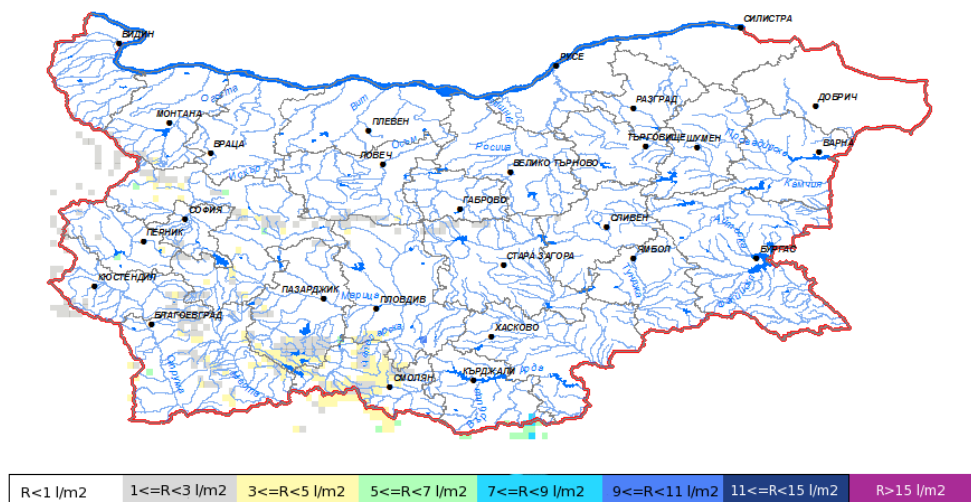 СИЛИСТРА
ВИДИН
РУСЕ
ДОБРИЧ
РАЗГРАД
Огоста
Вит
МОНТАНА
ПЛЕВЕН
ТЪРГОВИЩЕ
ШУМЕН
Провадийска
ВРАЦА
Осъм
Росица
ВАРНА
ЛОВЕЧ
Искър
ВЕЛИКО ТЪРНОВО
Камчия
СОФИЯ
ГАБРОВО
СЛИВЕН
ПЕРНИК
СТАРА ЗАГОРА
ЯМБОЛ
БУРГАС
КЮСТЕНДИЛ
ПАЗАРДЖИК
Марица
ПЛОВДИВ
БЛАГОЕВГРАД
ХАСКОВО
Струма
Места
СМОЛЯН
КЪРДЖАЛИ
R<1 l/m2
1<=R<3 l/m2
3<=R<5 l/m2
5<=R<7 l/m2
7<=R<9 l/m2
9<=R<11 l/m2
11<=R<15 l/m2
R>15 l/m2